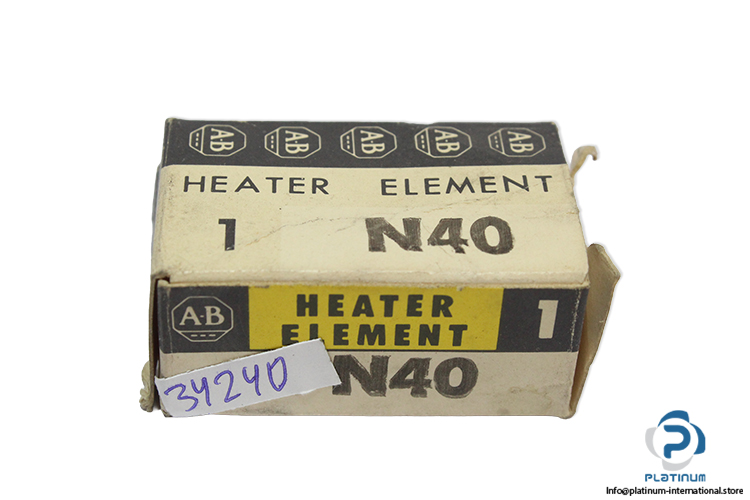 A-B A-B A-B A-B A-B
HEATER ELEMENT
1 N40
A-B HEATER 1
ELEMENT
34240 N40
P
PLATINUM
Info@platinum-international.store